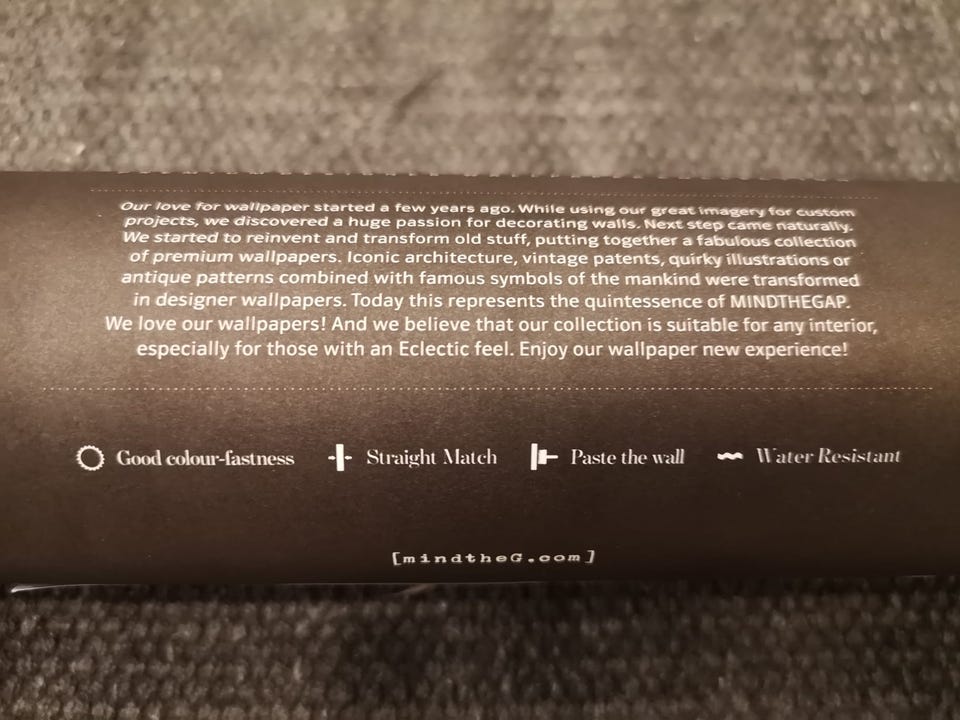 Our love for wallpaper started a few years ago. While using our great imagery for custom
projects, we discovered a huge passion for decorating walls. Next step came naturally.
We started to reinvent and transform old stuff, putting together a fabulous collection
of premium wallpapers. Iconic architecture, vintage patents, quirky illustrations or
antique patterns combined with famous symbols of the mankind were transformed
in designer wallpapers. Today this represents the quintessence of MINDTHEGAP.
We love our wallpapers! And we believe that our collection is suitable for any interior,
especially for those with an Eclectic feel. Enjoy our wallpaper new experience!
Good colour-fastness Straight Match Paste the wall Water Resistant
[mindtheG.com]